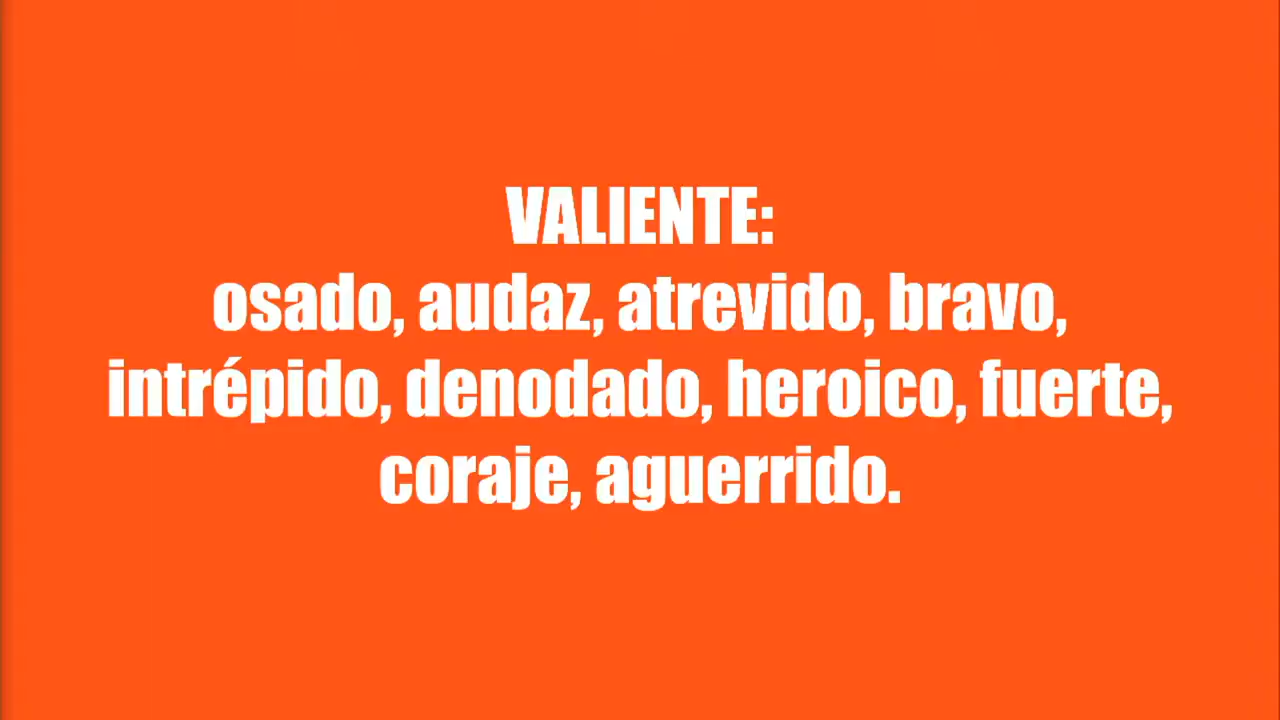 VALIENTE:
osado, audaz, atrevido, bravo,
intrépido, denodado, heroico, fuerte,
coraje, aguerrido.